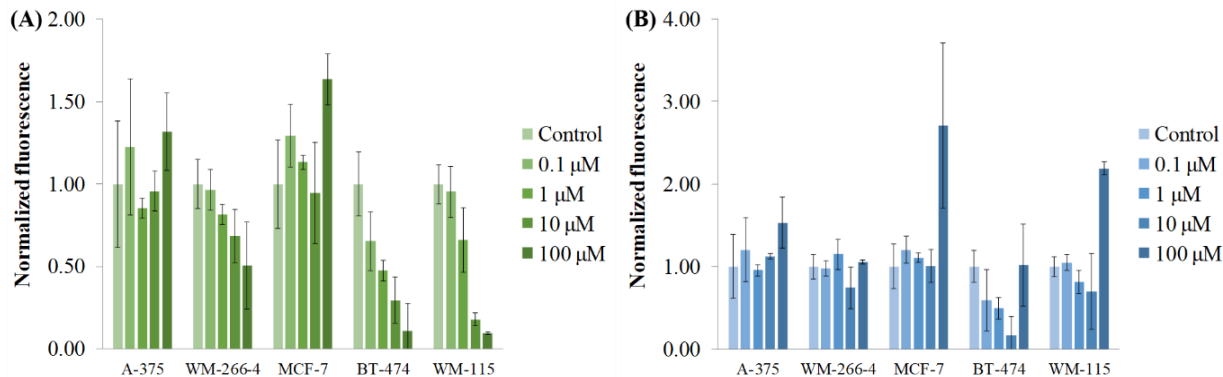 (A)
Normalized fluorescence
2.00
1.50
1.00
0.50
0.00
A-375 WM-266-4 MCF-7 BT-474 WM-115
Control
0.1 μM
1 μM
10 μM
100 μM
(B)
Normalized fluorescence
4.00
3.00
2.00
1.00
0.00
A-375 WM-266-4 MCF-7 BT-474 WM-115
Control
0.1 μM
1 μM
10 μM
100 μM